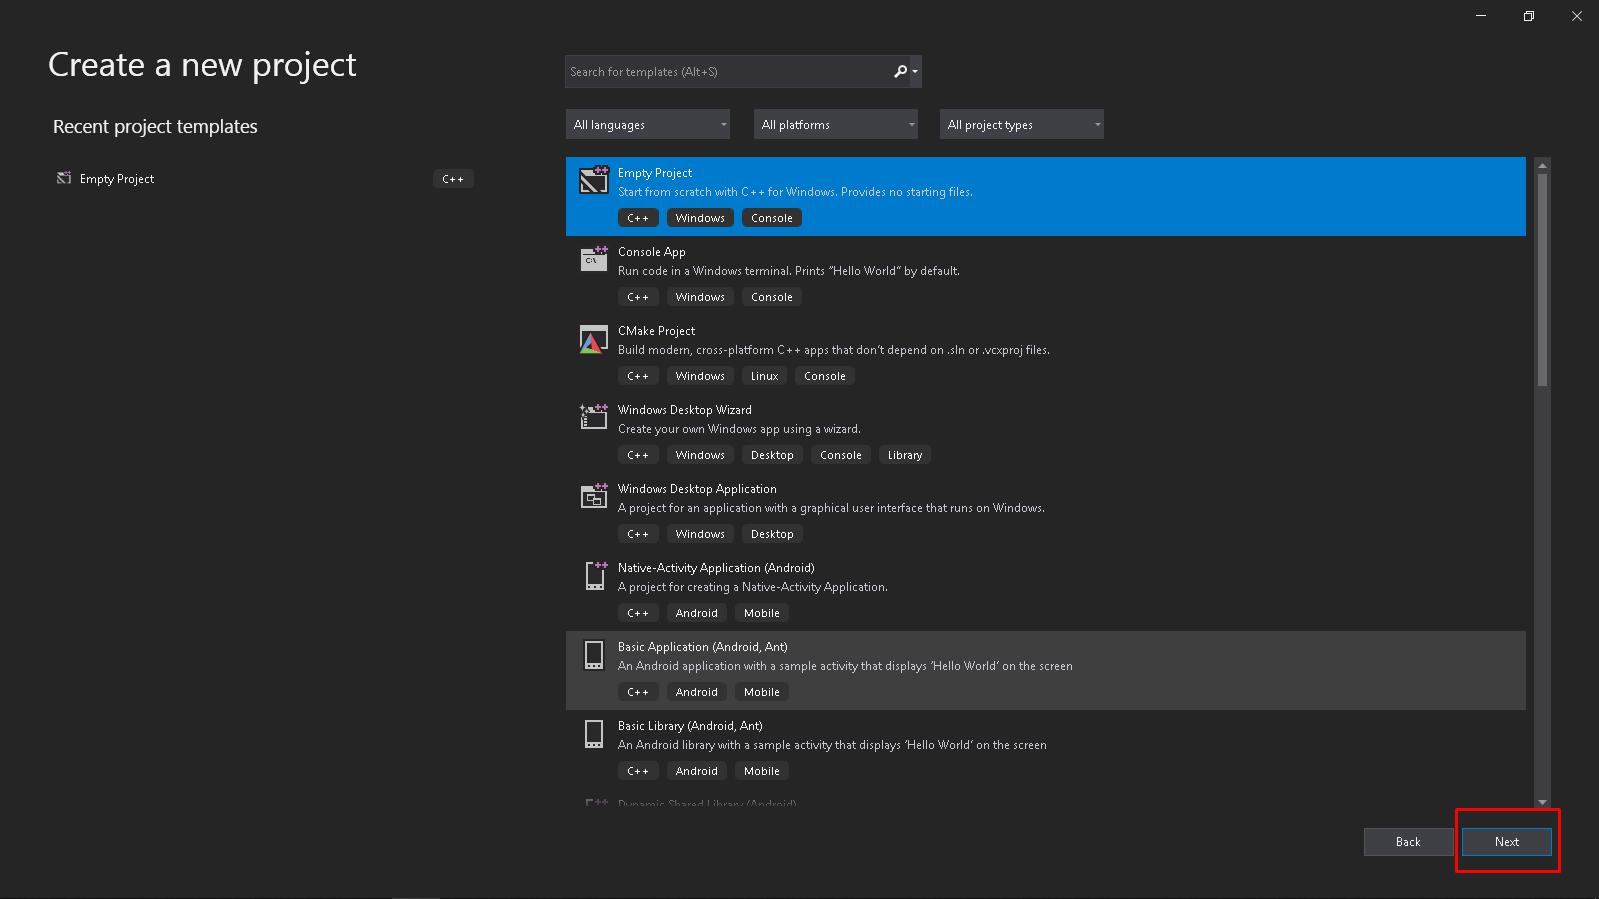 Create a new project
Recent project templates
Empty Project C++
Search for templates (Alt+S)
All languages All platforms All project types
Empty Project
Start from scratch with C++ for Windows. Provides no starting files.
C++ Windows Console
Console App
Run code in a Windows terminal. Prints "Hello World" by default.
C++ Windows Console
CMake Project
Build modern, cross-platform C++ apps that don't depend on .sln or .vcxproj files.
C++ Windows Linux Console
Windows Desktop Wizard
Create your own Windows app using a wizard.
C++ Windows Desktop Console Library
Windows Desktop Application
A project for an application with a graphical user interface that runs on Windows.
C++ Windows Desktop
Native-Activity Application (Android)
A project for creating a Native-Activity Application.
C++ Android Mobile
Basic Application (Android, Ant)
An Android application with a sample activity that displays 'Hello World' on the screen
C++ Android Mobile
Basic Library (Android, Ant)
An Android library with a sample activity that displays 'Hello World' on the screen
C++ Android Mobile
Dynamic Shared Library (Android)
Back Next